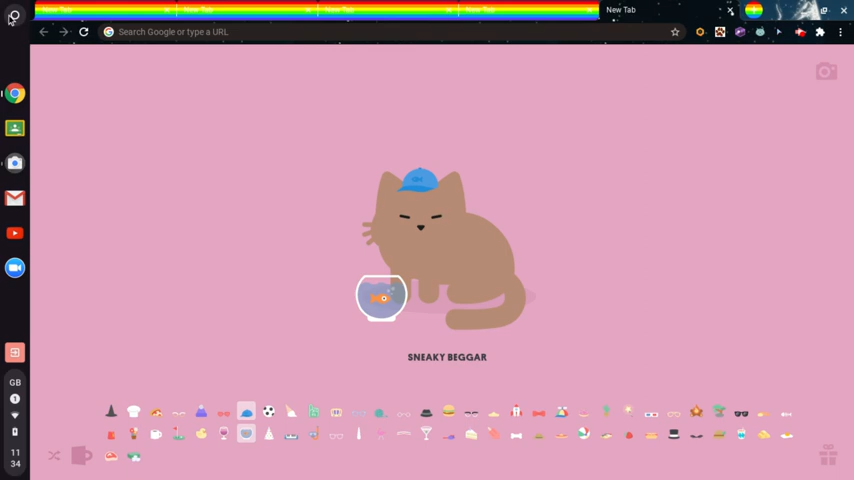 New Tab
New Tab
New Tab
New Tab
New Tab
Search Google or type a URL
SNEAKY BEGGAR
GB
1
11
34